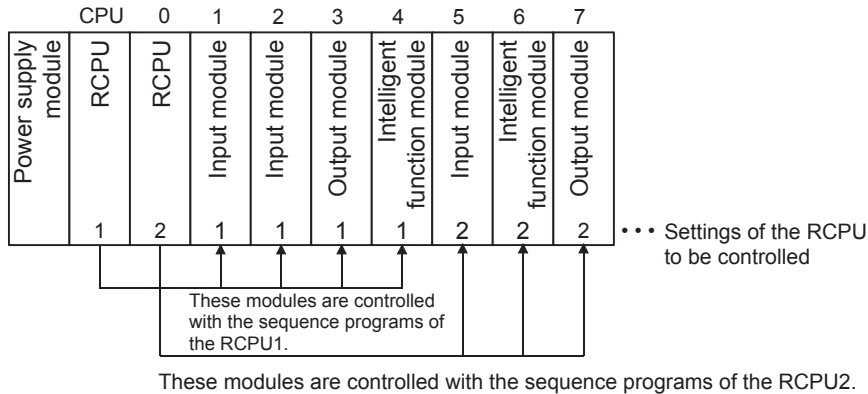 CPU 0 1 2 3 4 5 6 7
Power supply
module
RCPU
RCPU
Input module
Input module
Output module
Intelligent
function module
Input module
Intelligent
function module
Output module
1 2 1 1 1 1 2 2 2
••• Settings of the RCPU
to be controlled
These modules are controlled
with the sequence programs of
the RCPU1.
These modules are controlled with the sequence programs of the RCPU2.